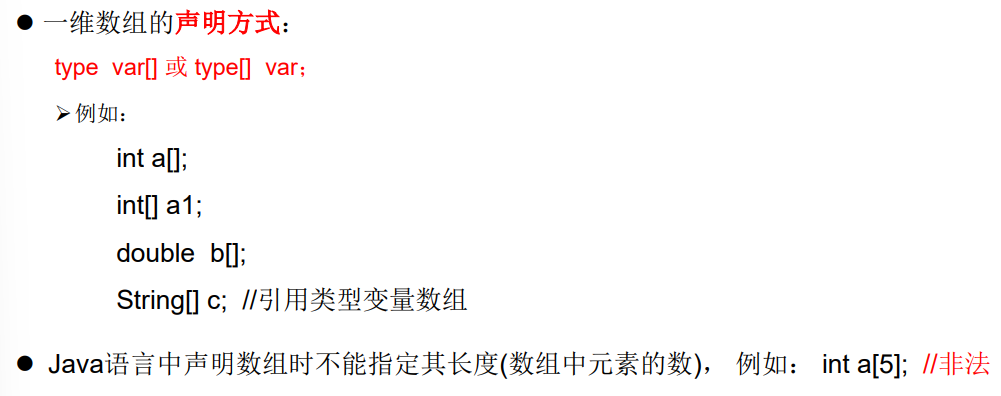 ● 一维数组的声明方式：
type var[] 或 type[] var；
➢例如：
int a[];
int[] a1;
double b[];
String[] c; //引用类型变量数组
● Java语言中声明数组时不能指定其长度(数组中元素的数)， 例如： int a[5]; //非法